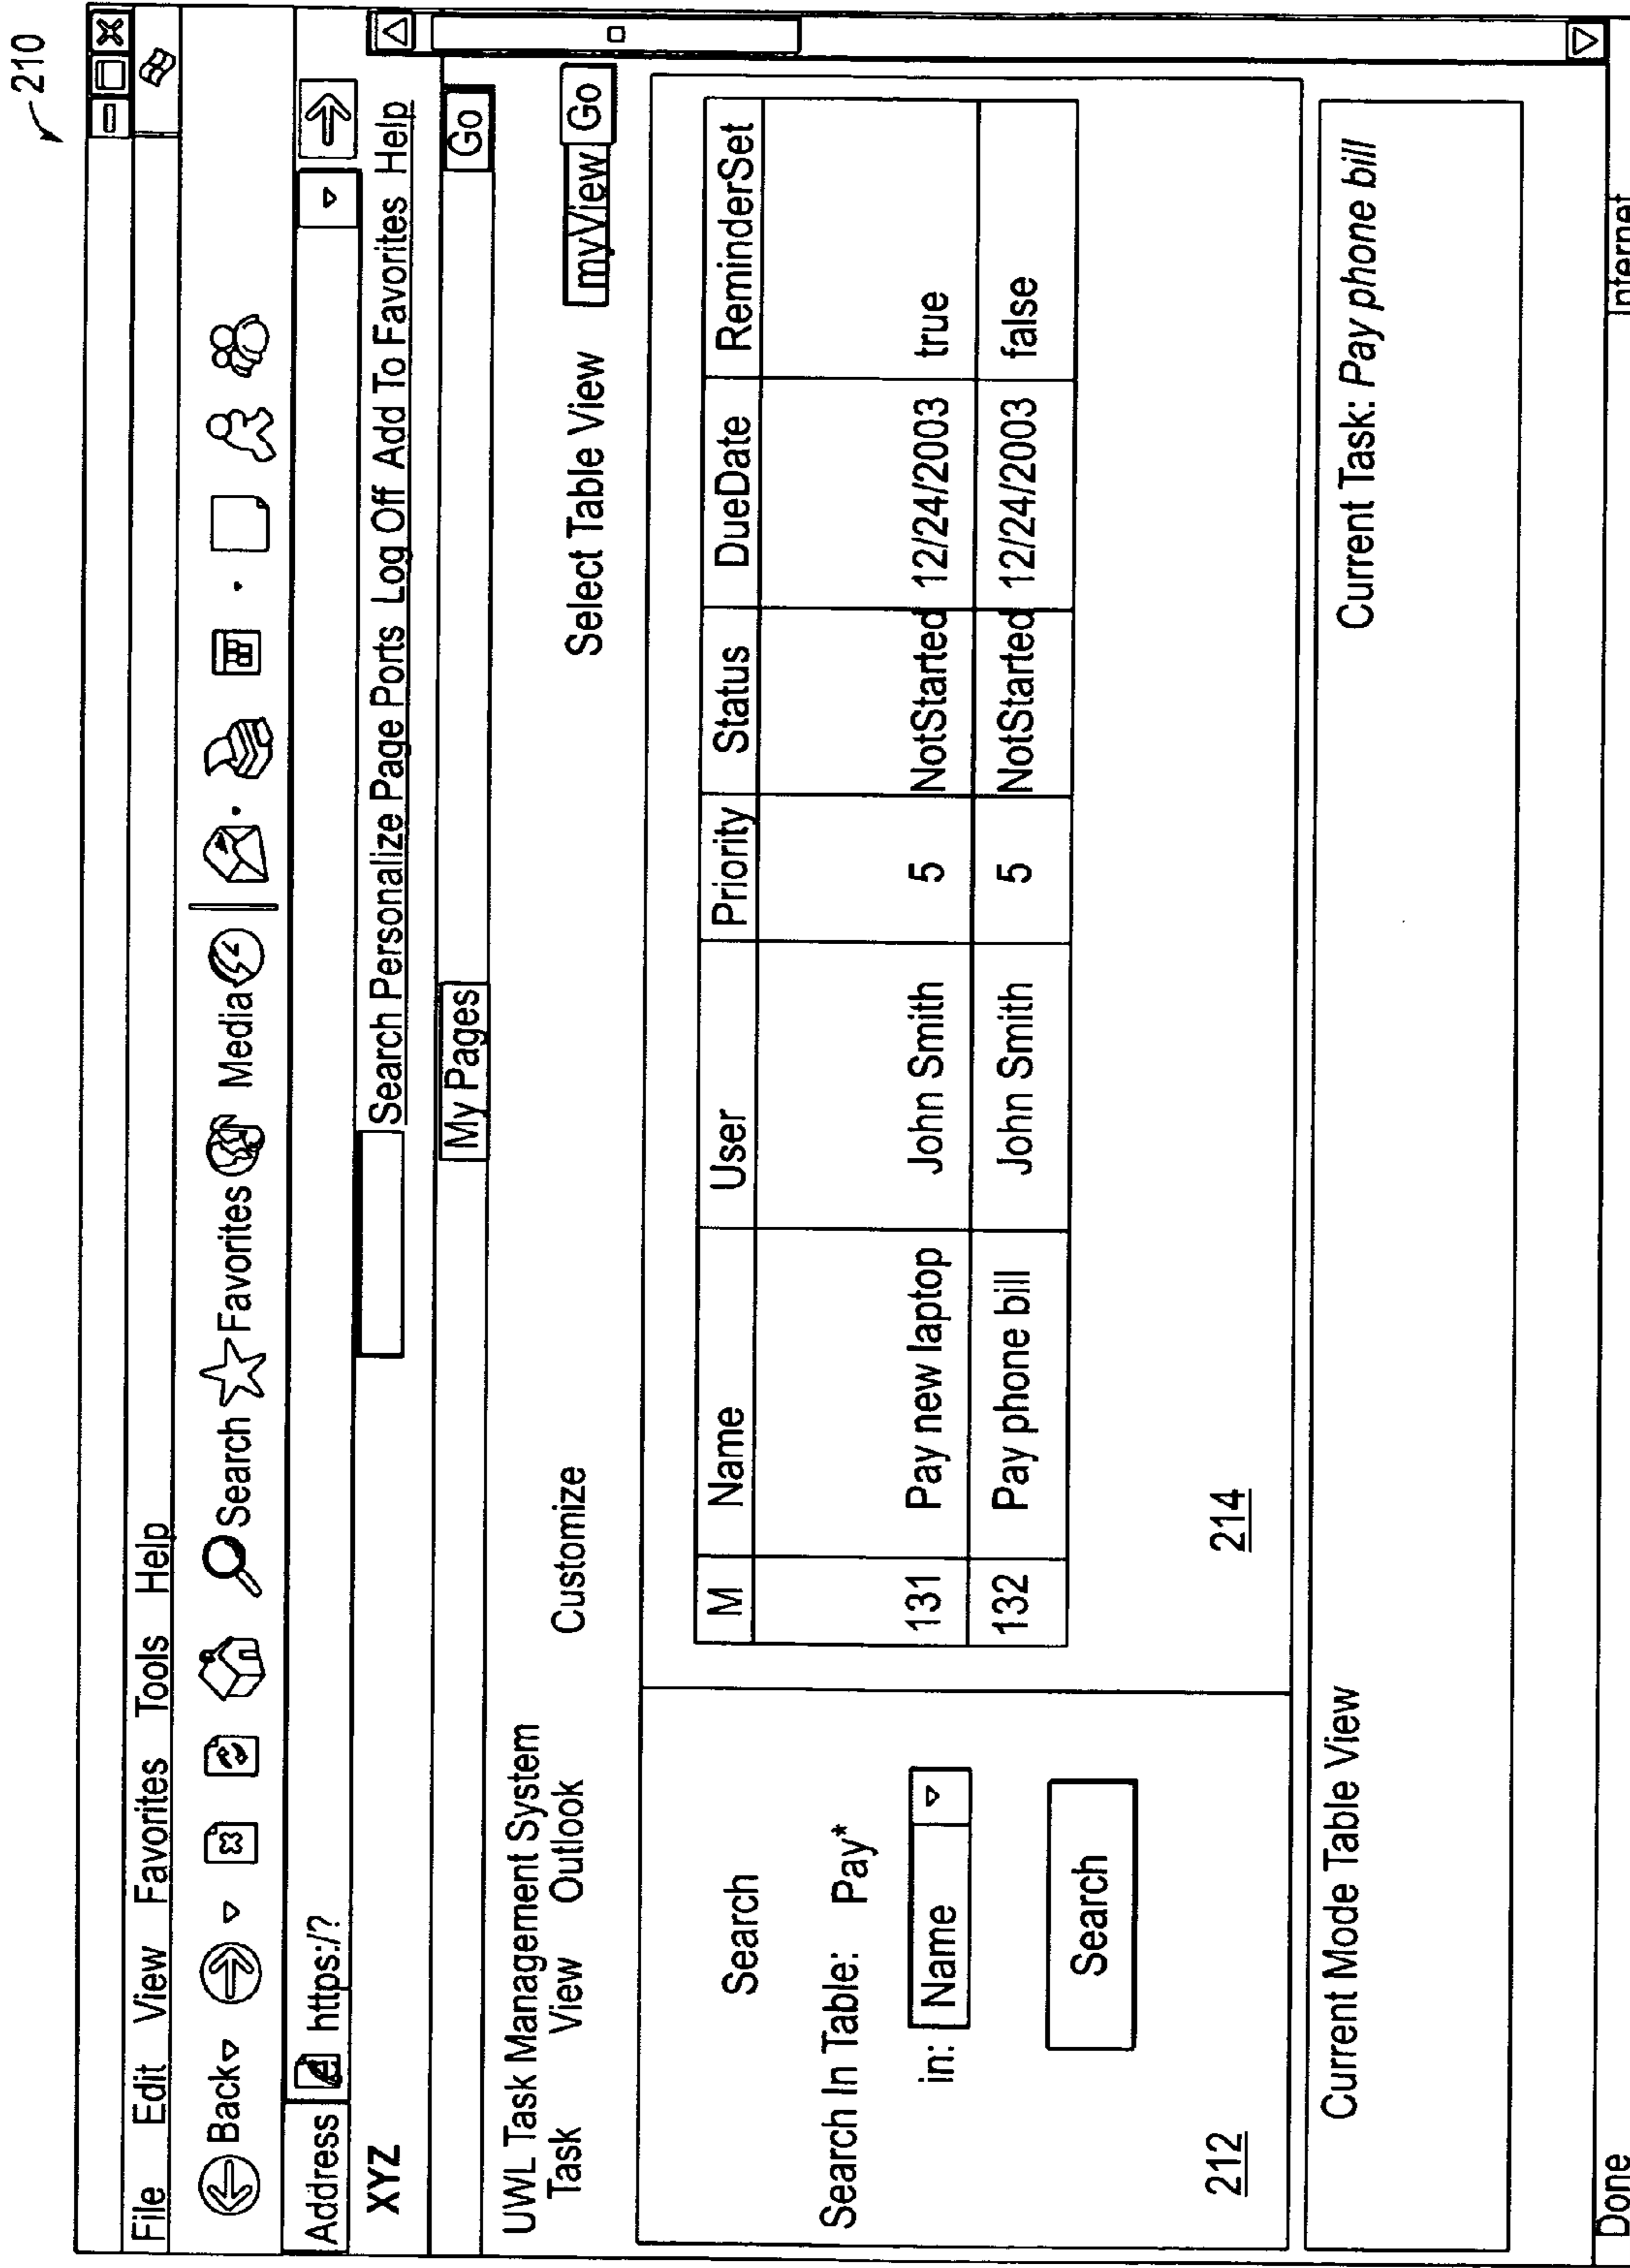 210
File Edit View Favorites Tools Help
Back Search Favorites Media
Address https:/?
XYZ Search Personalize Page Ports Log Off Add To Favorites Help
My Pages Go
UWL Task Management System
Task View Outlook Customize Select Table View myView Go
Search
Search In Table: Pay*
in: Name
Search
212
M Name User Priority Status DueDate ReminderSet
131 Pay new laptop John Smith 5 NotStarted 12/24/2003 true
132 Pay phone bill John Smith 5 NotStarted 12/24/2003 false
214
Current Mode Table View Current Task: Pay phone bill
Done Internet